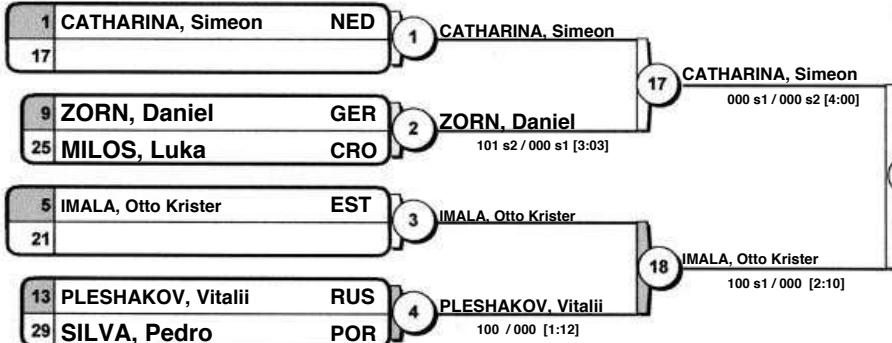 1 CATHARINA, Simeon NED
17
1
CATHARINA, Simeon
9 ZORN, Daniel GER
25 MILOS, Luka CRO
2
ZORN, Daniel
101 s2 / 000 s1 [3:03]
17
CATHARINA, Simeon
000 s1 / 000 s2 [4:00]
5 IMALA, Otto Krister EST
21
3
IMALA, Otto Krister
13 PLESHAKOV, Vitalii RUS
29 SILVA, Pedro POR
4
PLESHAKOV, Vitalii
100 / 000 [1:12]
18
IMALA, Otto Krister
100 s1 / 000 [2:10]